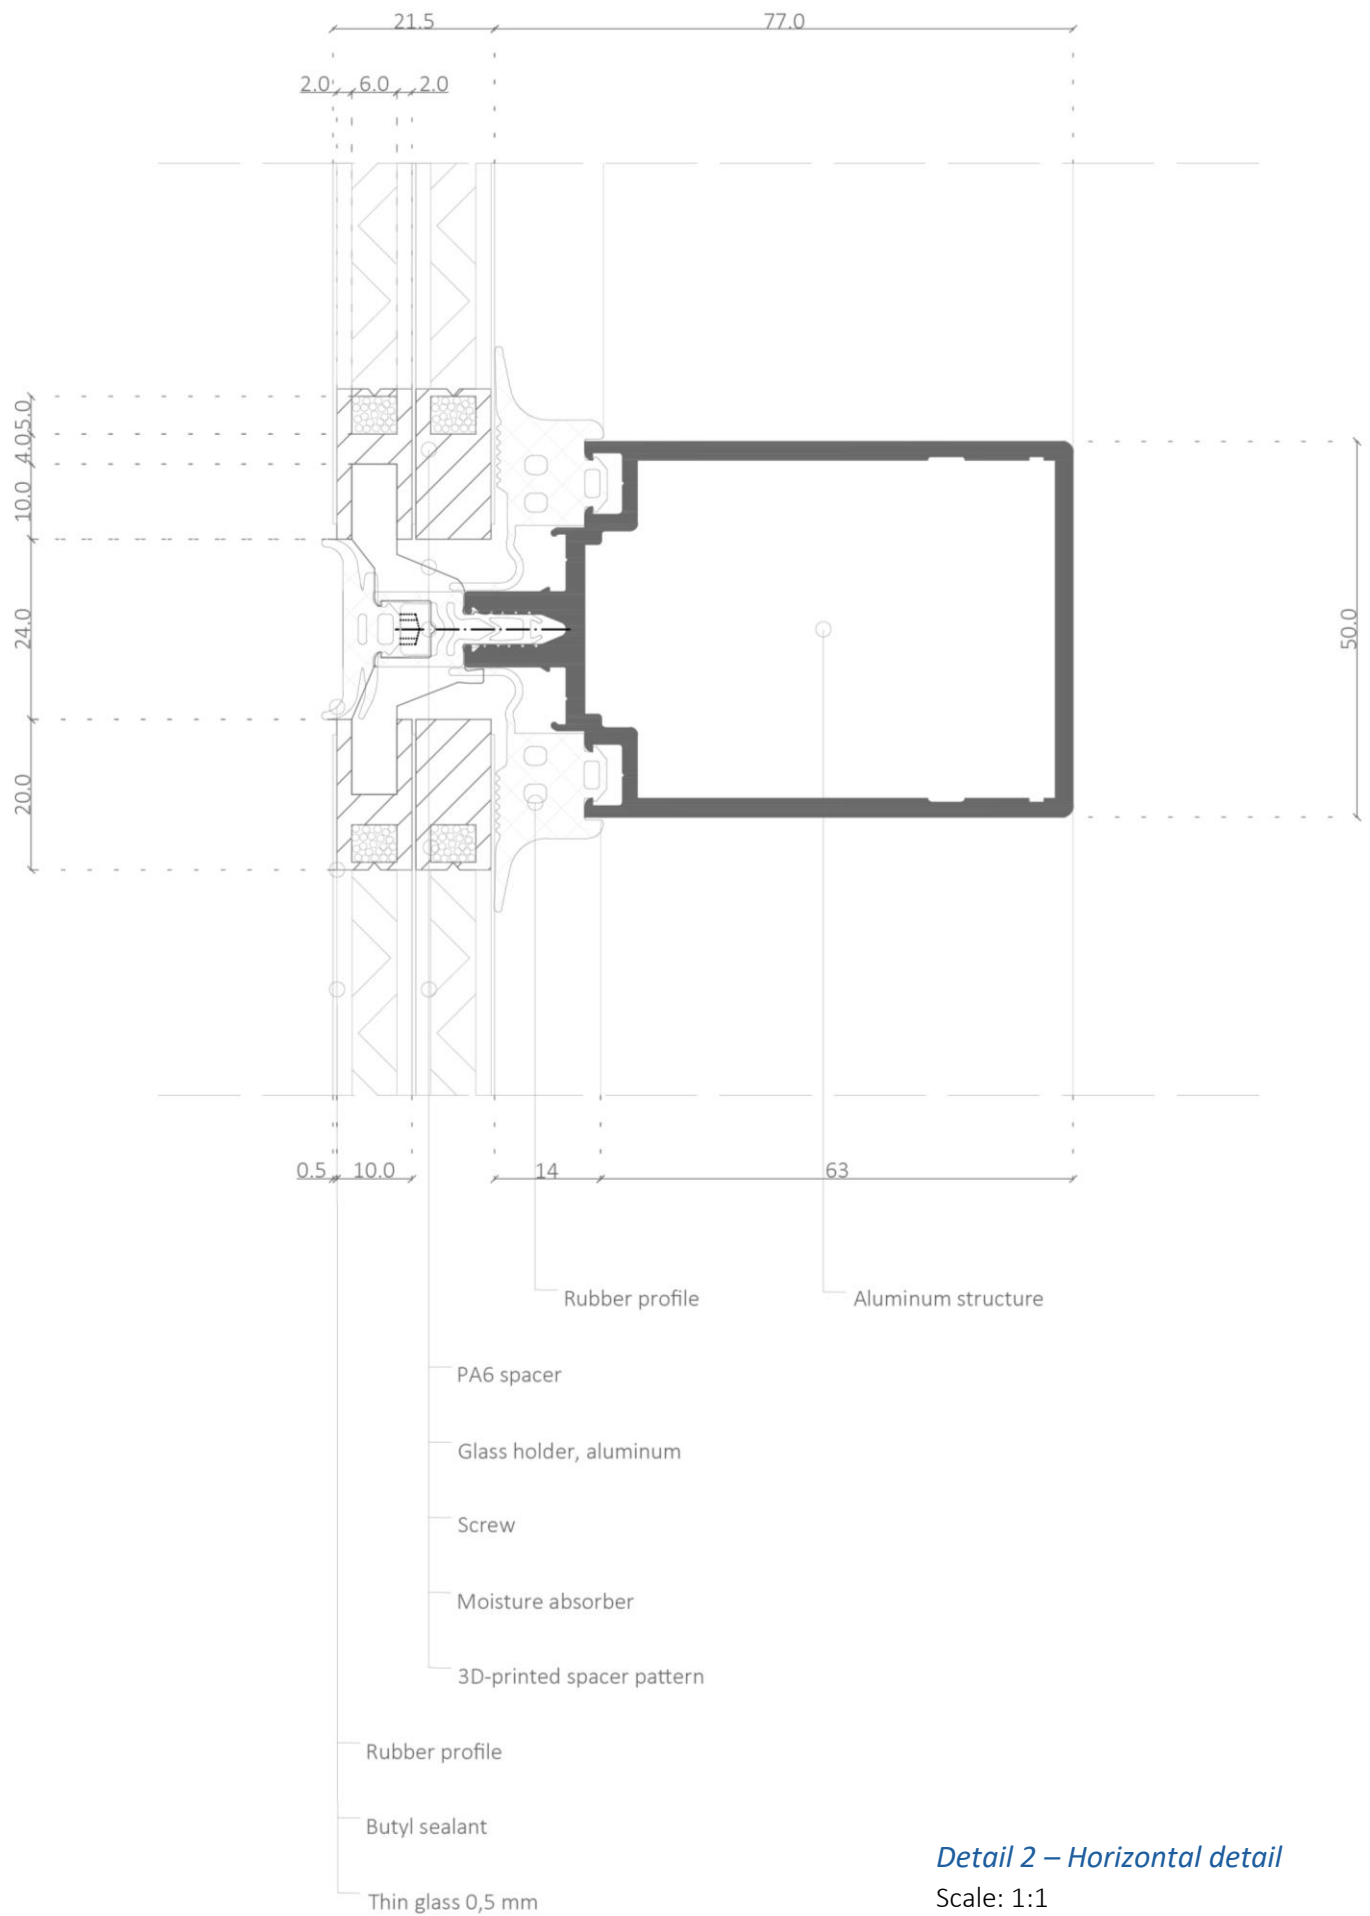 21.5 77.0
2.0 6.0 2.0
5.0
4.0
10.0
24.0
20.0
50.0
0.5 10.0 14 63
Rubber profile Aluminum structure
PA6 spacer
Glass holder, aluminum
Screw
Moisture absorber
3D-printed spacer pattern
Rubber profile
Butyl sealant
Thin glass 0,5 mm
Detail 2 – Horizontal detail
Scale: 1:1